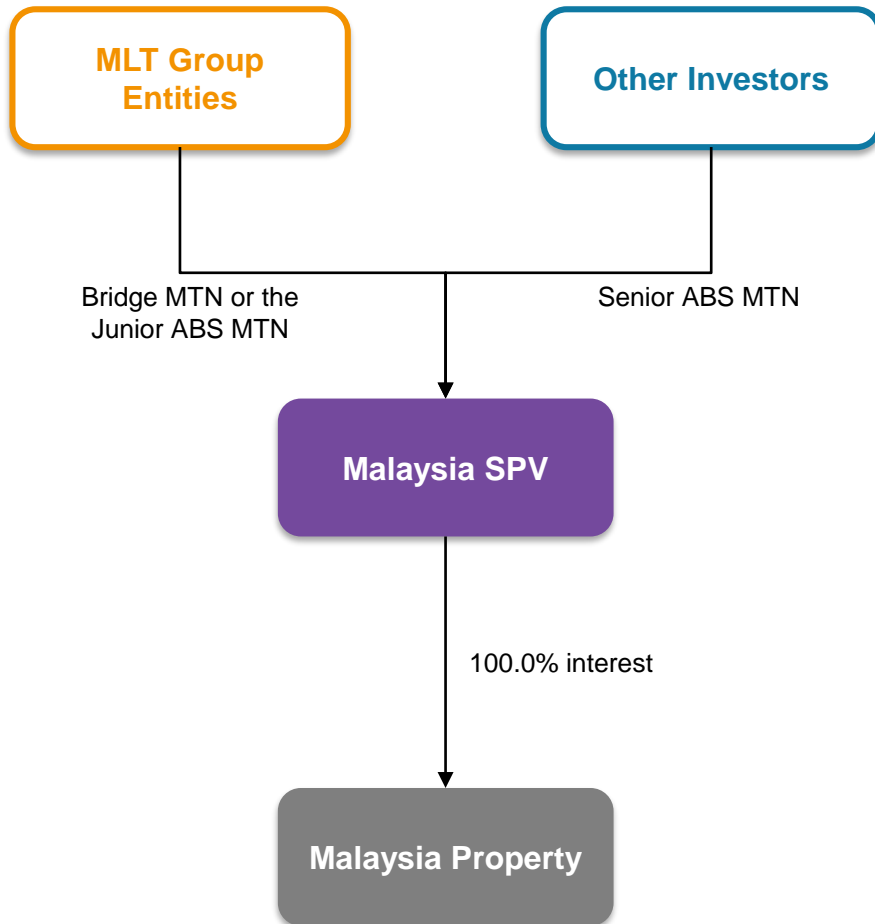 MLT Group
Entities
Other Investors
Bridge MTN or the
Junior ABS MTN
Senior ABS MTN
Malaysia SPV
100.0% interest
Malaysia Property